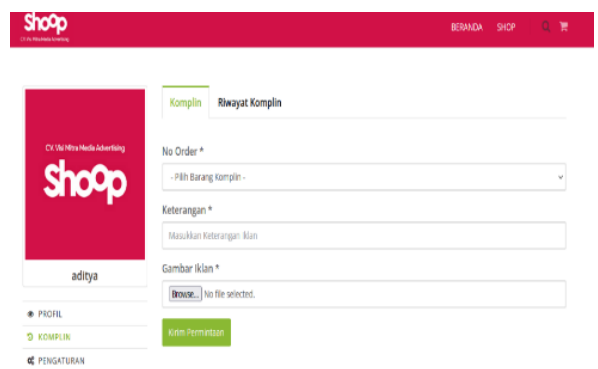 Shoop
CV. Visi Mitra Media Advertising
BERANDA SHOP
CV. Visi Mitra Media Advertising
Shoop
aditya
PROFIL
KOMPLIN
PENGATURAN
Komplin Riwayat Komplin
No Order *
- Pilih Barang Komplin -
Keterangan *
Masukkan Keterangan Iklan
Gambar Iklan *
Browse... No file selected.
Kirim Permintaan